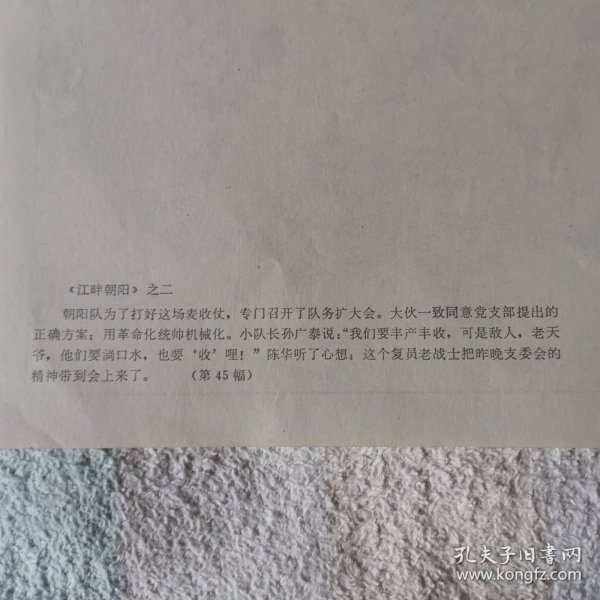 《江畔朝阳》之二
朝阳队为了打好这场麦收仗，专门召开了队务扩大会。大伙一致同意党支部提出的
正确方案：用革命化统帅机械化。小队长孙广泰说：“我们要丰产丰收，可是敌人，老天
爷，他们要淌口水，也要‘收’哩！”陈华听了心想：这个复员老战士把昨晚支委会的
精神带到会上来了。 （第45幅）
孔夫子旧书网
www.kongfz.com